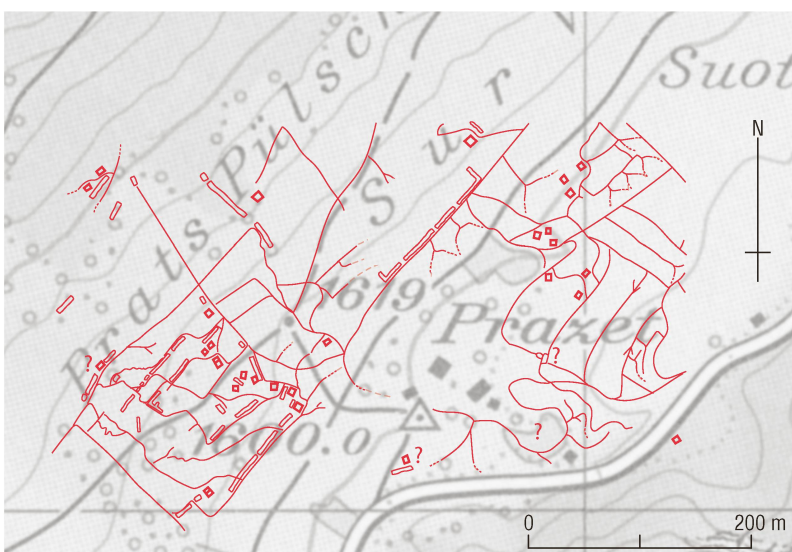 Suot
Prats Pülsch
Sur
N
1619
Prazet
?
?
?
1600.0
?
0 200 m